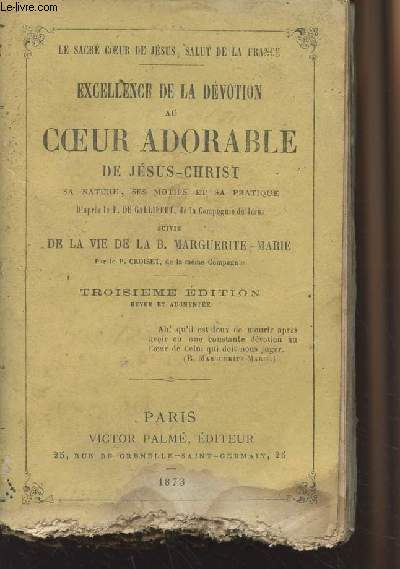 LE SACRÉ CŒUR DE JÉSUS, SALUT DE LA FRANCE
EXCELLENCE DE LA DÉVOTION
AU
CŒUR ADORABLE
DE JÉSUS-CHRIST
SA NATURE, SES MOTIFS ET SA PRATIQUE
D'après le P. DE GALLIFFET, de la Compagnie de Jésus
SUIVIE
DE LA VIE DE LA B. MARGUERITE-MARIE
Par le P. CROISET, de la même Compagnie
TROISIÈME ÉDITION
REVUE ET AUGMENTÉE
Ah! qu'il est doux de mourir après
avoir eu une constante dévotion au
Cœur de Celui qui doit nous juger.
(B. MARGUERITE-MARIE.)
PARIS
VICTOR PALMÉ, ÉDITEUR
25, RUE DE GRENELLE-SAINT-GERMAIN, 25
1873
Le-livre.com